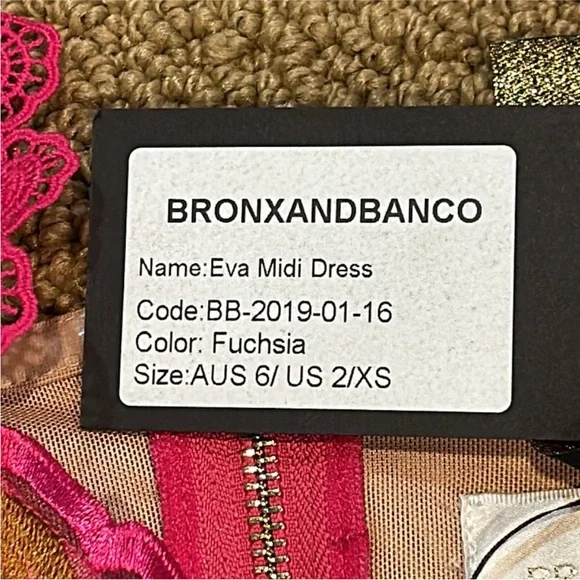 BRONXANDBANCO
Name:Eva Midi Dress
Code:BB-2019-01-16
Color: Fuchsia
Size:AUS 6/ US 2/XS